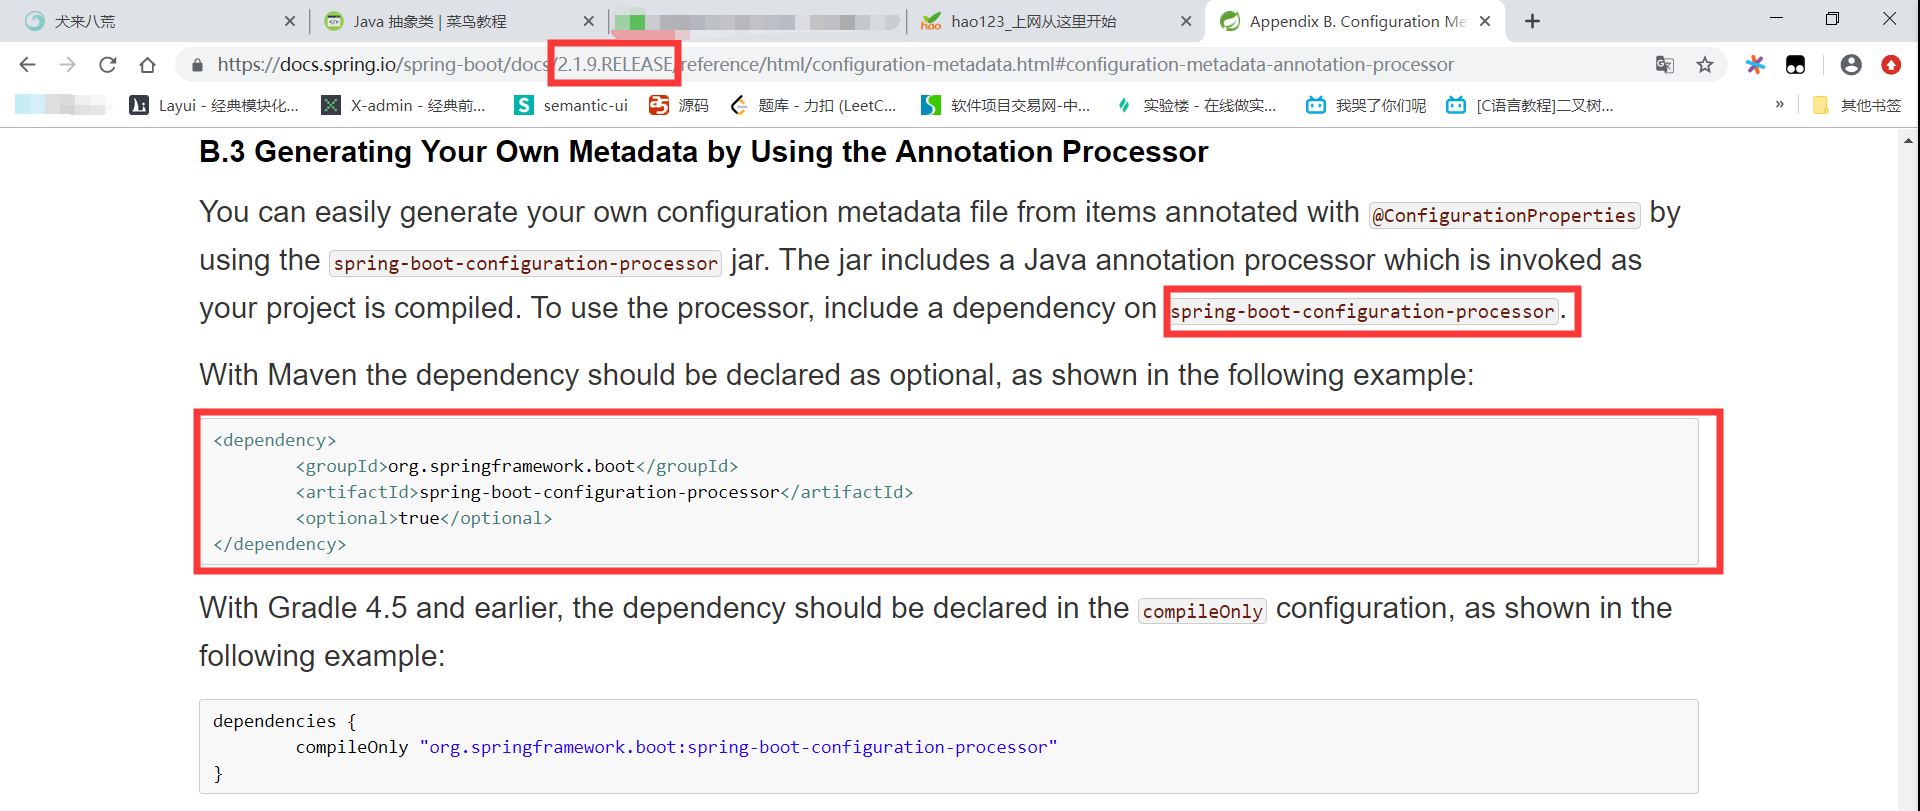 犬来八荒
Java 抽象类 | 菜鸟教程
hao123_上网从这里开始
Appendix B. Configuration Me
https://docs.spring.io/spring-boot/docs/2.1.9.RELEASE/reference/html/configuration-metadata.html#configuration-metadata-annotation-processor
Layui - 经典模块化...
X-admin - 经典前...
semantic-ui
源码
题库 - 力扣 (LeetC...
软件项目交易网-中...
实验楼 - 在线做实...
我哭了你们呢
[C语言教程]二叉树...
»
其他书签
B.3 Generating Your Own Metadata by Using the Annotation Processor
You can easily generate your own configuration metadata file from items annotated with @ConfigurationProperties by
using the spring-boot-configuration-processor jar. The jar includes a Java annotation processor which is invoked as
your project is compiled. To use the processor, include a dependency on spring-boot-configuration-processor.
With Maven the dependency should be declared as optional, as shown in the following example:
<dependency>
<groupId>org.springframework.boot</groupId>
<artifactId>spring-boot-configuration-processor</artifactId>
<optional>true</optional>
</dependency>
With Gradle 4.5 and earlier, the dependency should be declared in the compileOnly configuration, as shown in the
following example:
dependencies {
compileOnly "org.springframework.boot:spring-boot-configuration-processor"
}